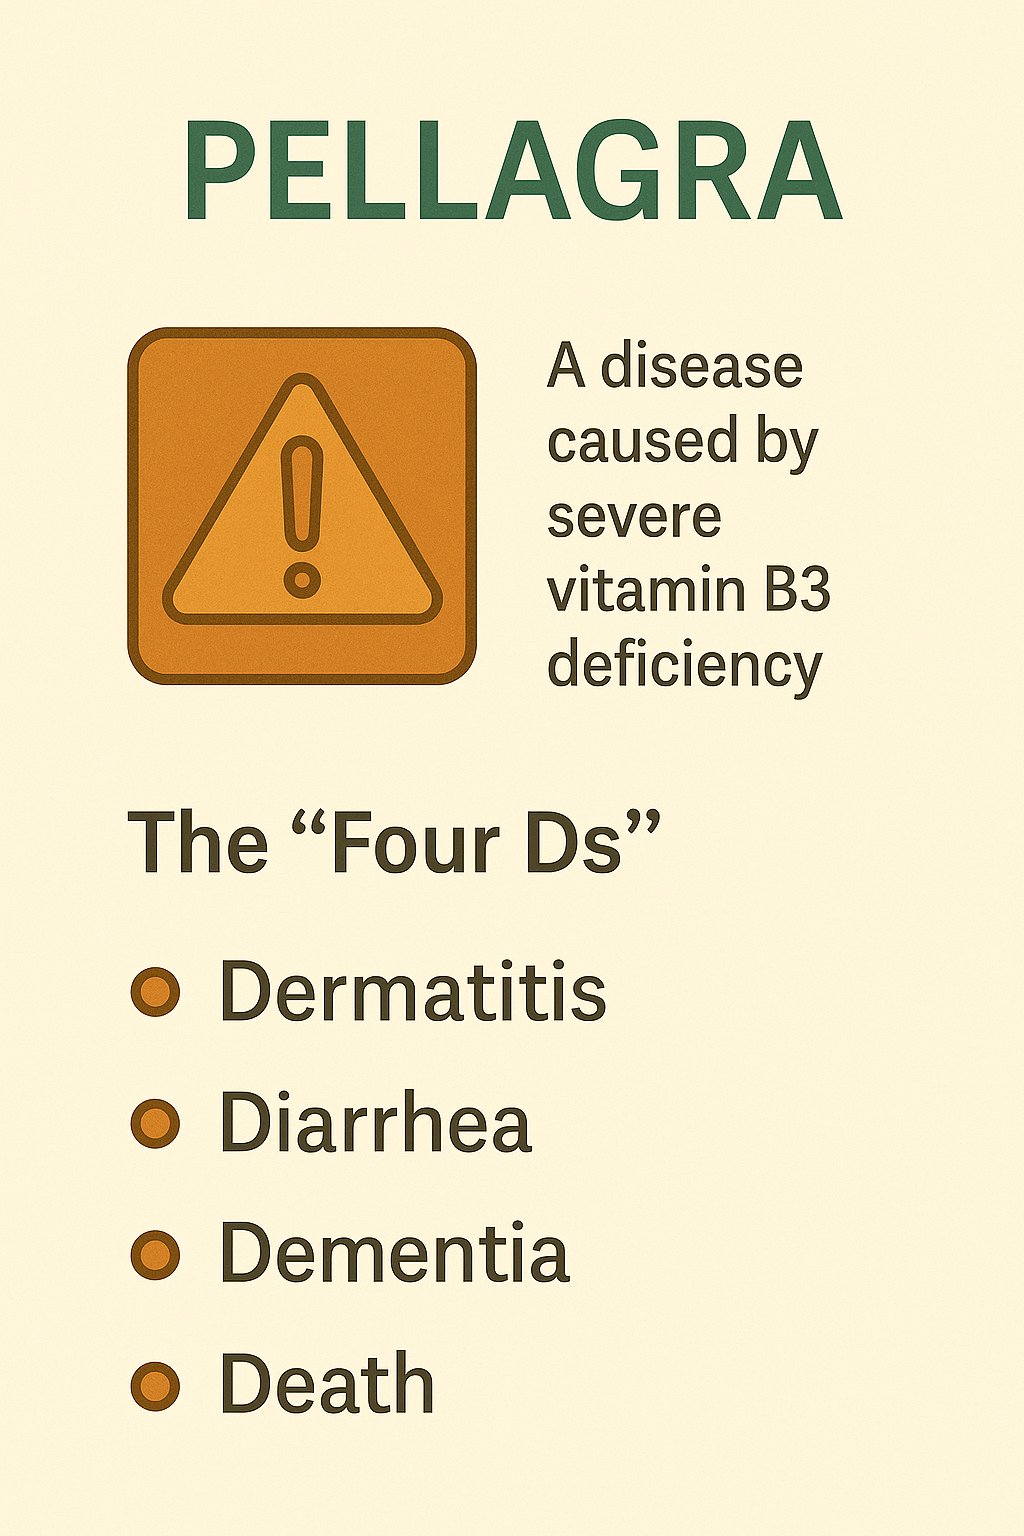 PELLAGRA
A disease
caused by
severe
vitamin B3
deficiency
The “Four Ds”
Dermatitis
Diarrhea
Dementia
Death